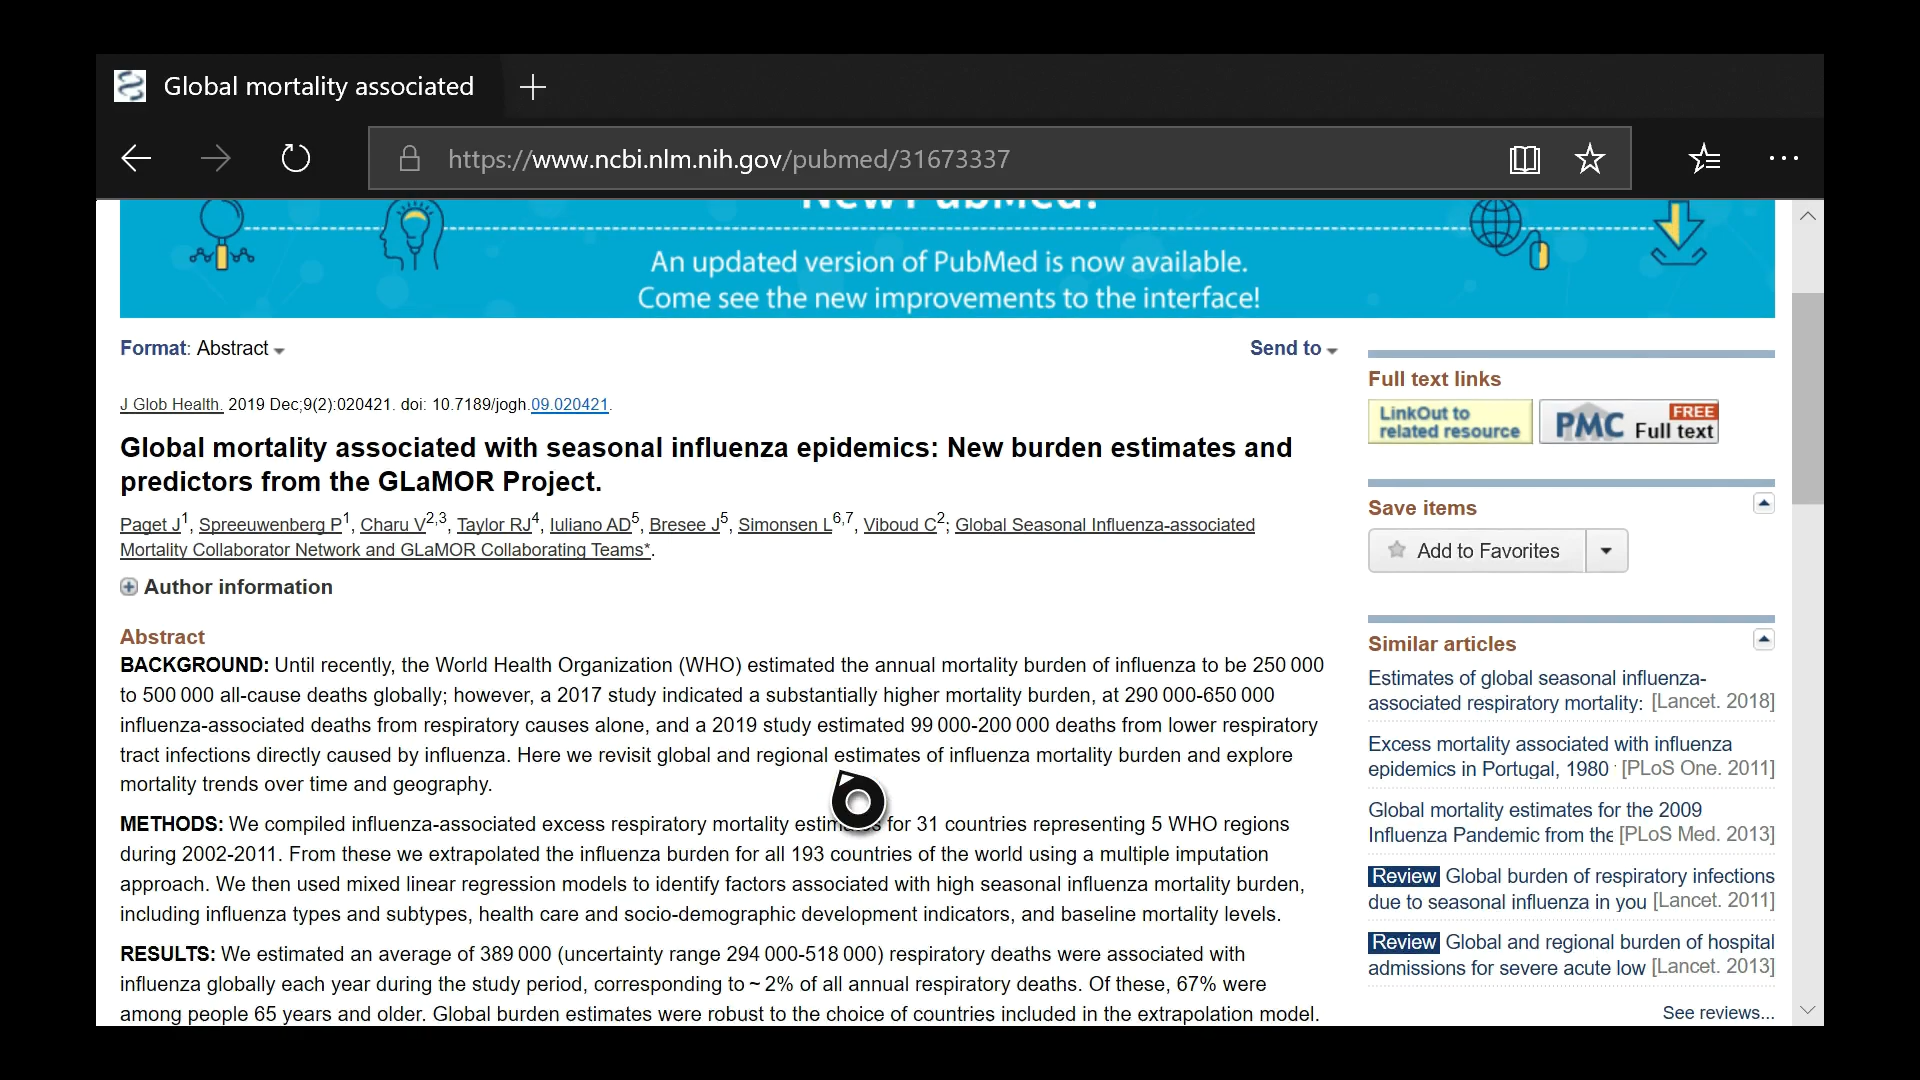 Global mortality associated
https://www.ncbi.nlm.nih.gov/pubmed/31673337
New PubMed!
An updated version of PubMed is now available.
Come see the new improvements to the interface!
Format: Abstract
Send to
J Glob Health. 2019 Dec;9(2):020421. doi: 10.7189/jogh.09.020421.
Global mortality associated with seasonal influenza epidemics: New burden estimates and
predictors from the GLaMOR Project.
Paget J1, Spreeuwenberg P1, Charu V2,3, Taylor RJ4, Iuliano AD5, Bresee J5, Simonsen L6,7, Viboud C2; Global Seasonal Influenza-associated
Mortality Collaborator Network and GLaMOR Collaborating Teams*.
Author information
Abstract
BACKGROUND: Until recently, the World Health Organization (WHO) estimated the annual mortality burden of influenza to be 250 000
to 500 000 all-cause deaths globally; however, a 2017 study indicated a substantially higher mortality burden, at 290 000-650 000
influenza-associated deaths from respiratory causes alone, and a 2019 study estimated 99 000-200 000 deaths from lower respiratory
tract infections directly caused by influenza. Here we revisit global and regional estimates of influenza mortality burden and explore
mortality trends over time and geography.
METHODS: We compiled influenza-associated excess respiratory mortality estimates for 31 countries representing 5 WHO regions
during 2002-2011. From these we extrapolated the influenza burden for all 193 countries of the world using a multiple imputation
approach. We then used mixed linear regression models to identify factors associated with high seasonal influenza mortality burden,
including influenza types and subtypes, health care and socio-demographic development indicators, and baseline mortality levels.
RESULTS: We estimated an average of 389 000 (uncertainty range 294 000-518 000) respiratory deaths were associated with
influenza globally each year during the study period, corresponding to ~ 2% of all annual respiratory deaths. Of these, 67% were
among people 65 years and older. Global burden estimates were robust to the choice of countries included in the extrapolation model.
Full text links
LinkOut to
related resource
PMC FREE Full text
Save items
Add to Favorites
Similar articles
Estimates of global seasonal influenza-
associated respiratory mortality: [Lancet. 2018]
Excess mortality associated with influenza
epidemics in Portugal, 1980 [PLoS One. 2011]
Global mortality estimates for the 2009
Influenza Pandemic from the [PLoS Med. 2013]
Review Global burden of respiratory infections
due to seasonal influenza in you [Lancet. 2011]
Review Global and regional burden of hospital
admissions for severe acute low [Lancet. 2013]
See reviews...